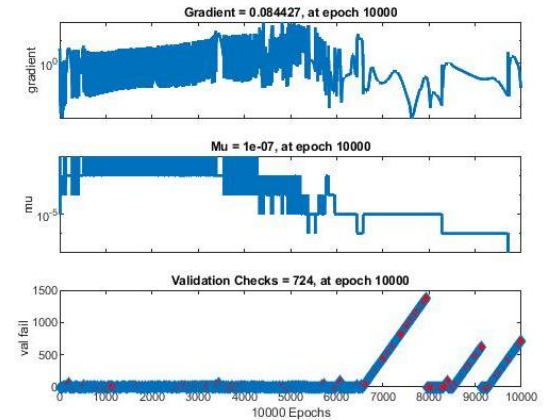 Gradient = 0.084427, at epoch 10000
gradient
10^0
Mu = 1e-07, at epoch 10000
mu
10^-5
Validation Checks = 724, at epoch 10000
val fail
1500
1000
500
0
0 1000 2000 3000 4000 5000 6000 7000 8000 9000 10000
10000 Epochs